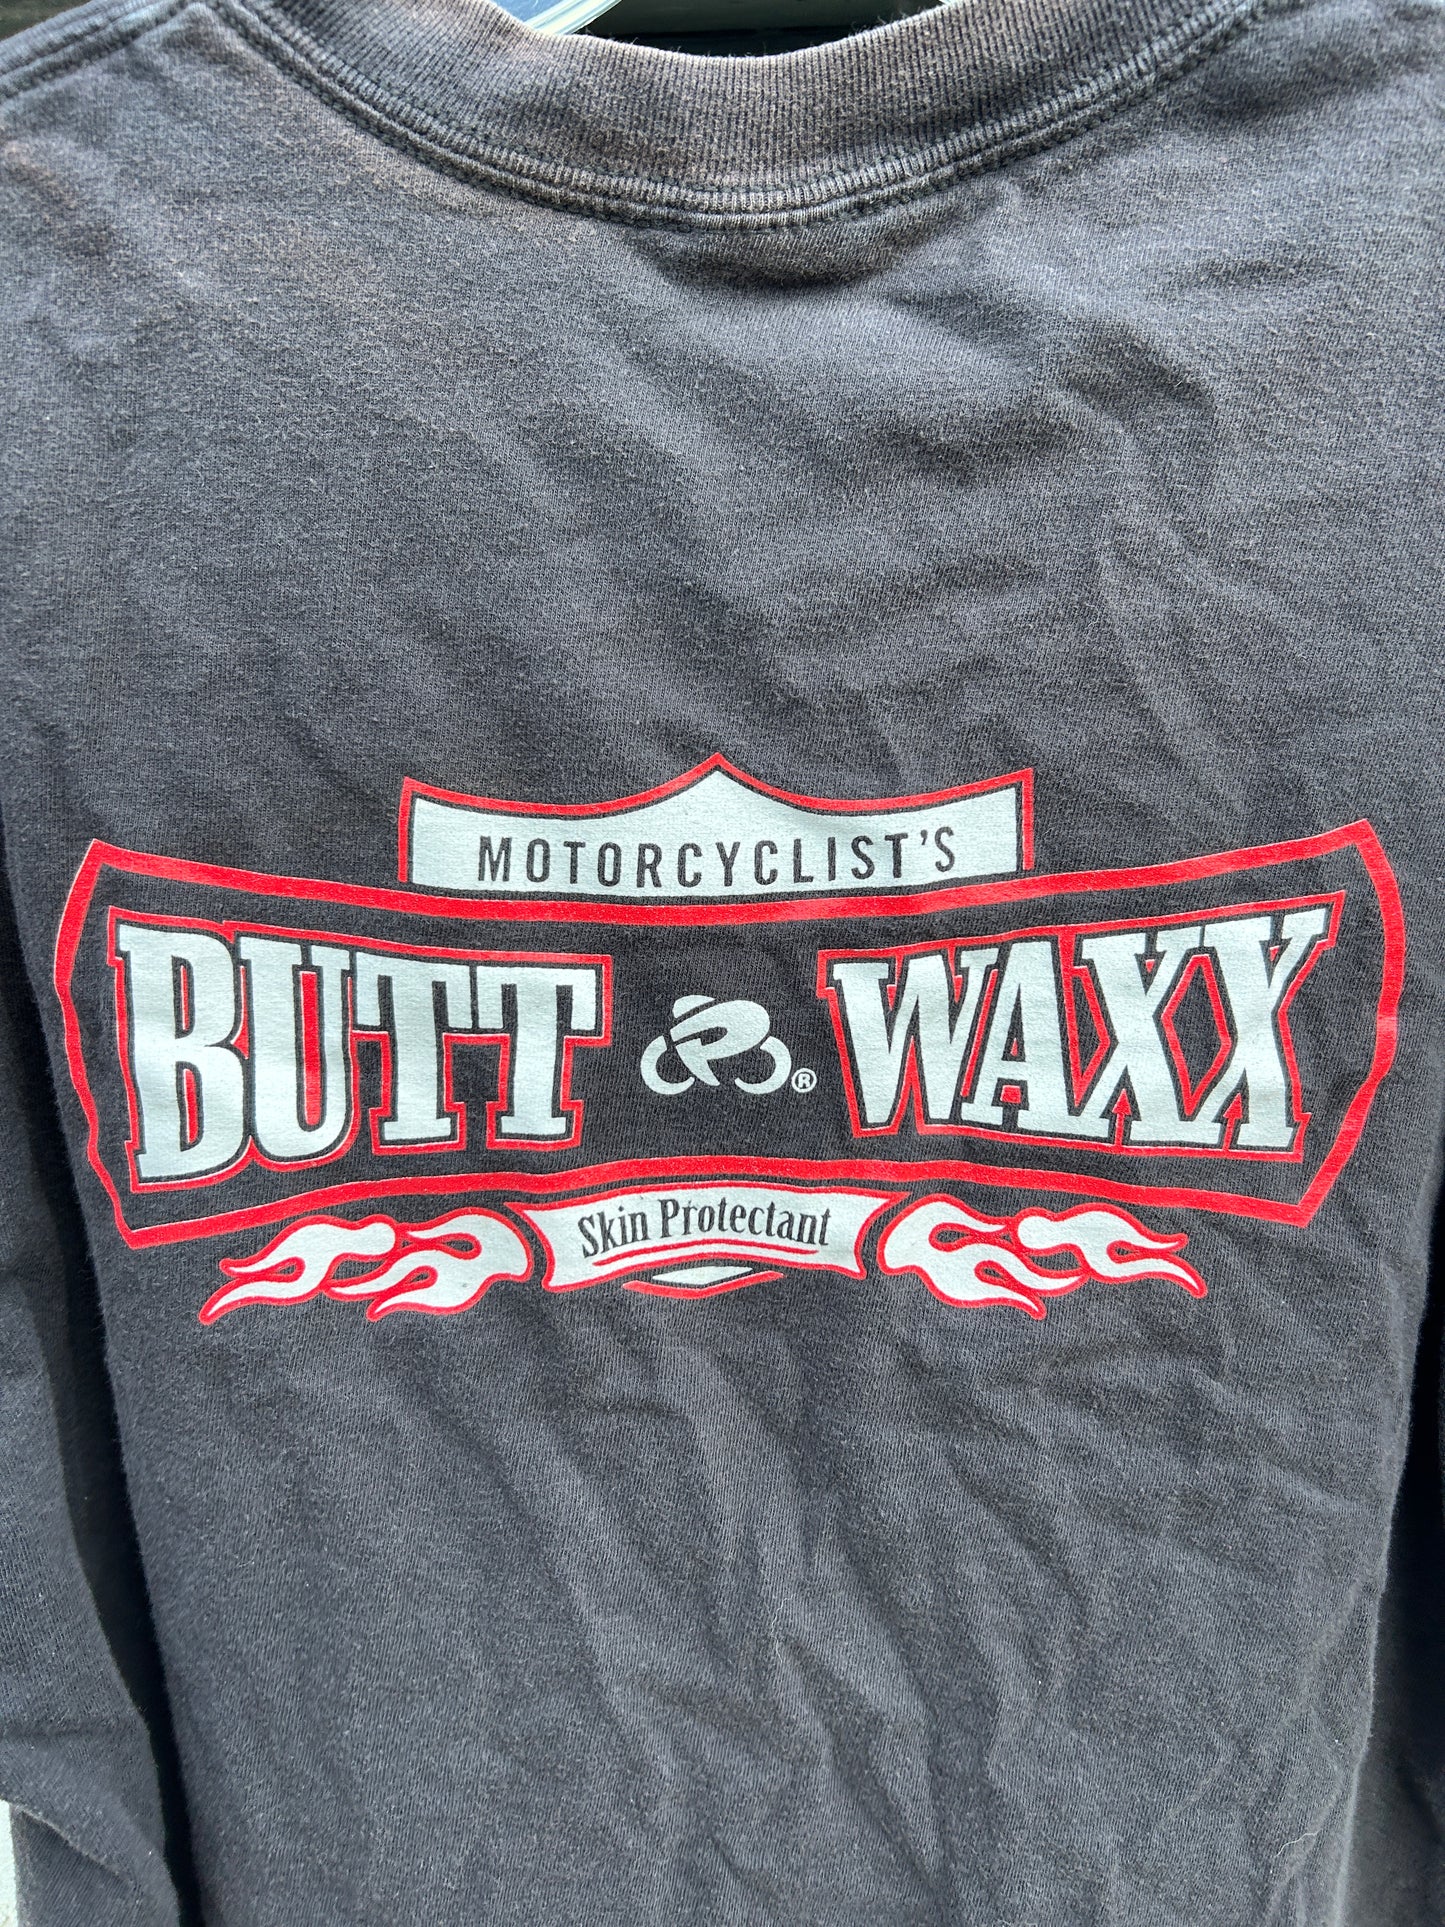 MOTORCYCLIST'S
BUTT ® WAXX
Skin Protectant